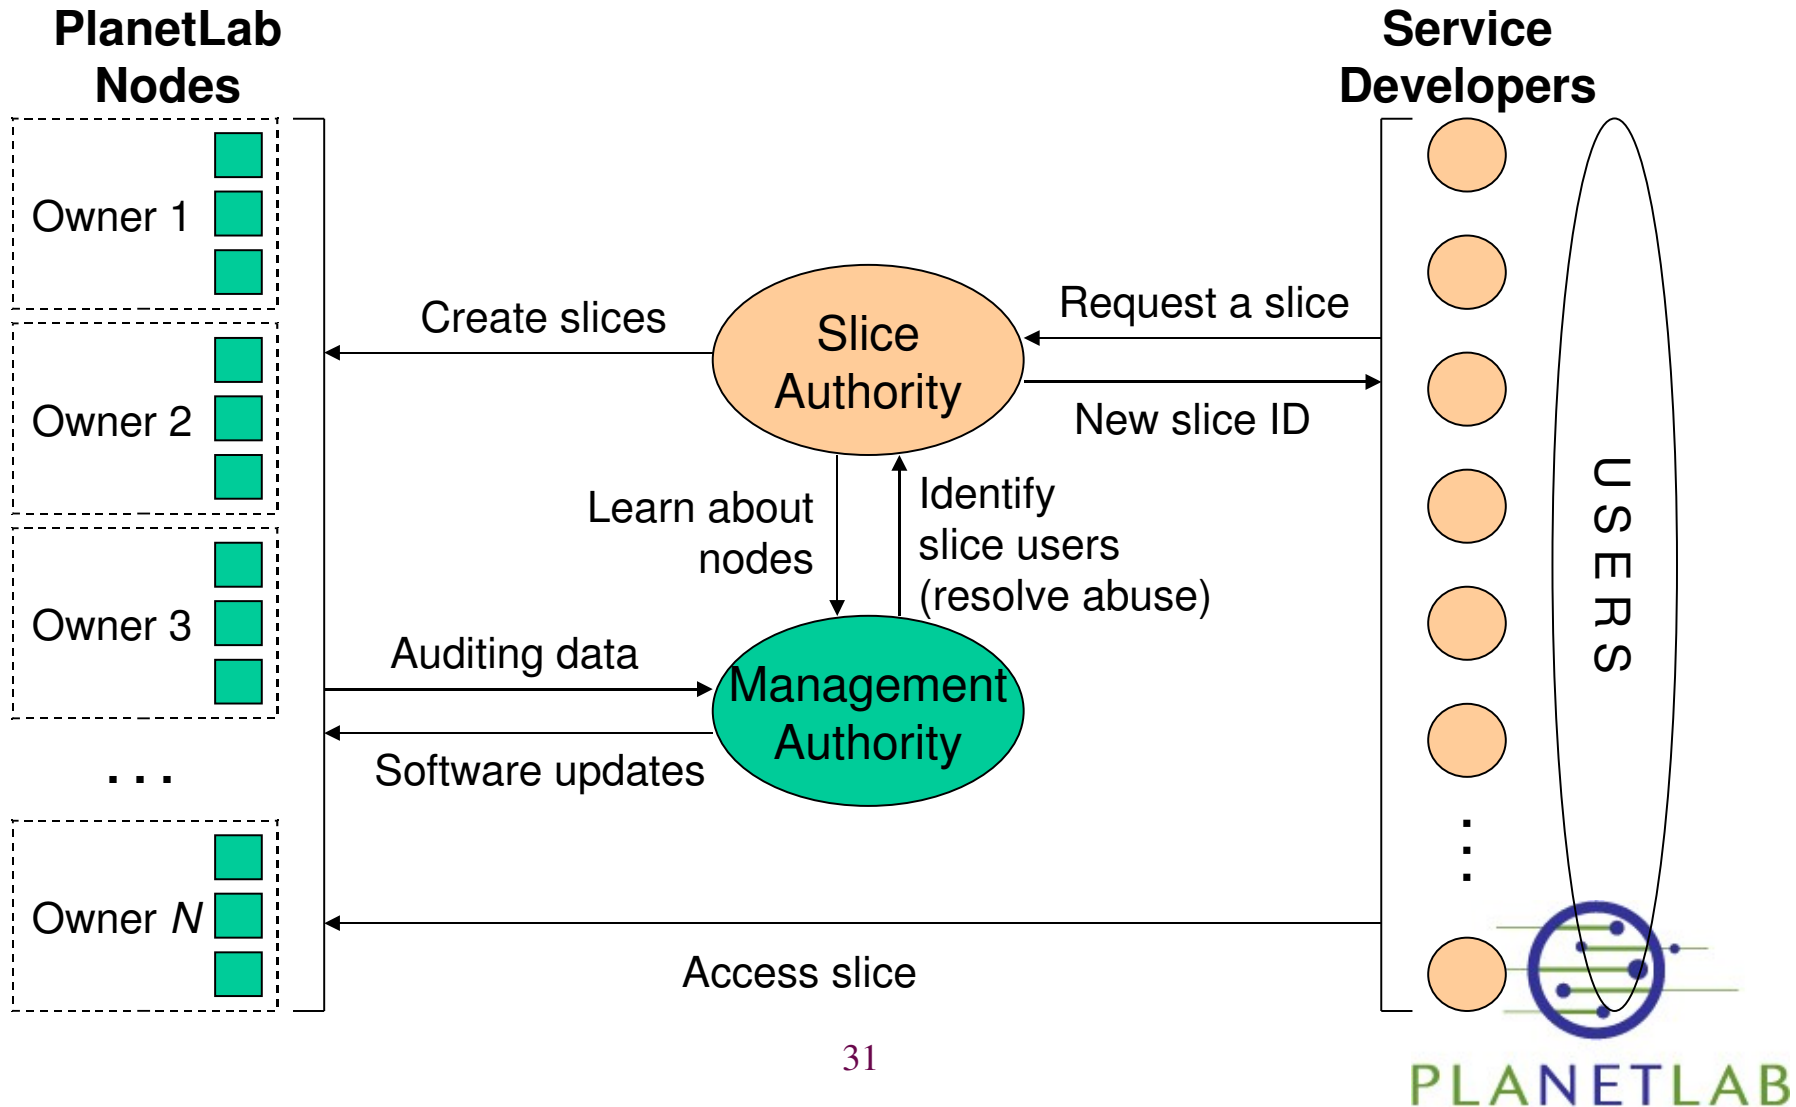 PlanetLab
Nodes
Service
Developers
Owner 1
Owner 2
Owner 3
. . .
Owner N
Create slices
Slice
Authority
Request a slice
New slice ID
Learn about
nodes
Identify
slice users
(resolve abuse)
Auditing data
Management
Authority
Software updates
Access slice
USERS
. . .
31
PLANETLAB